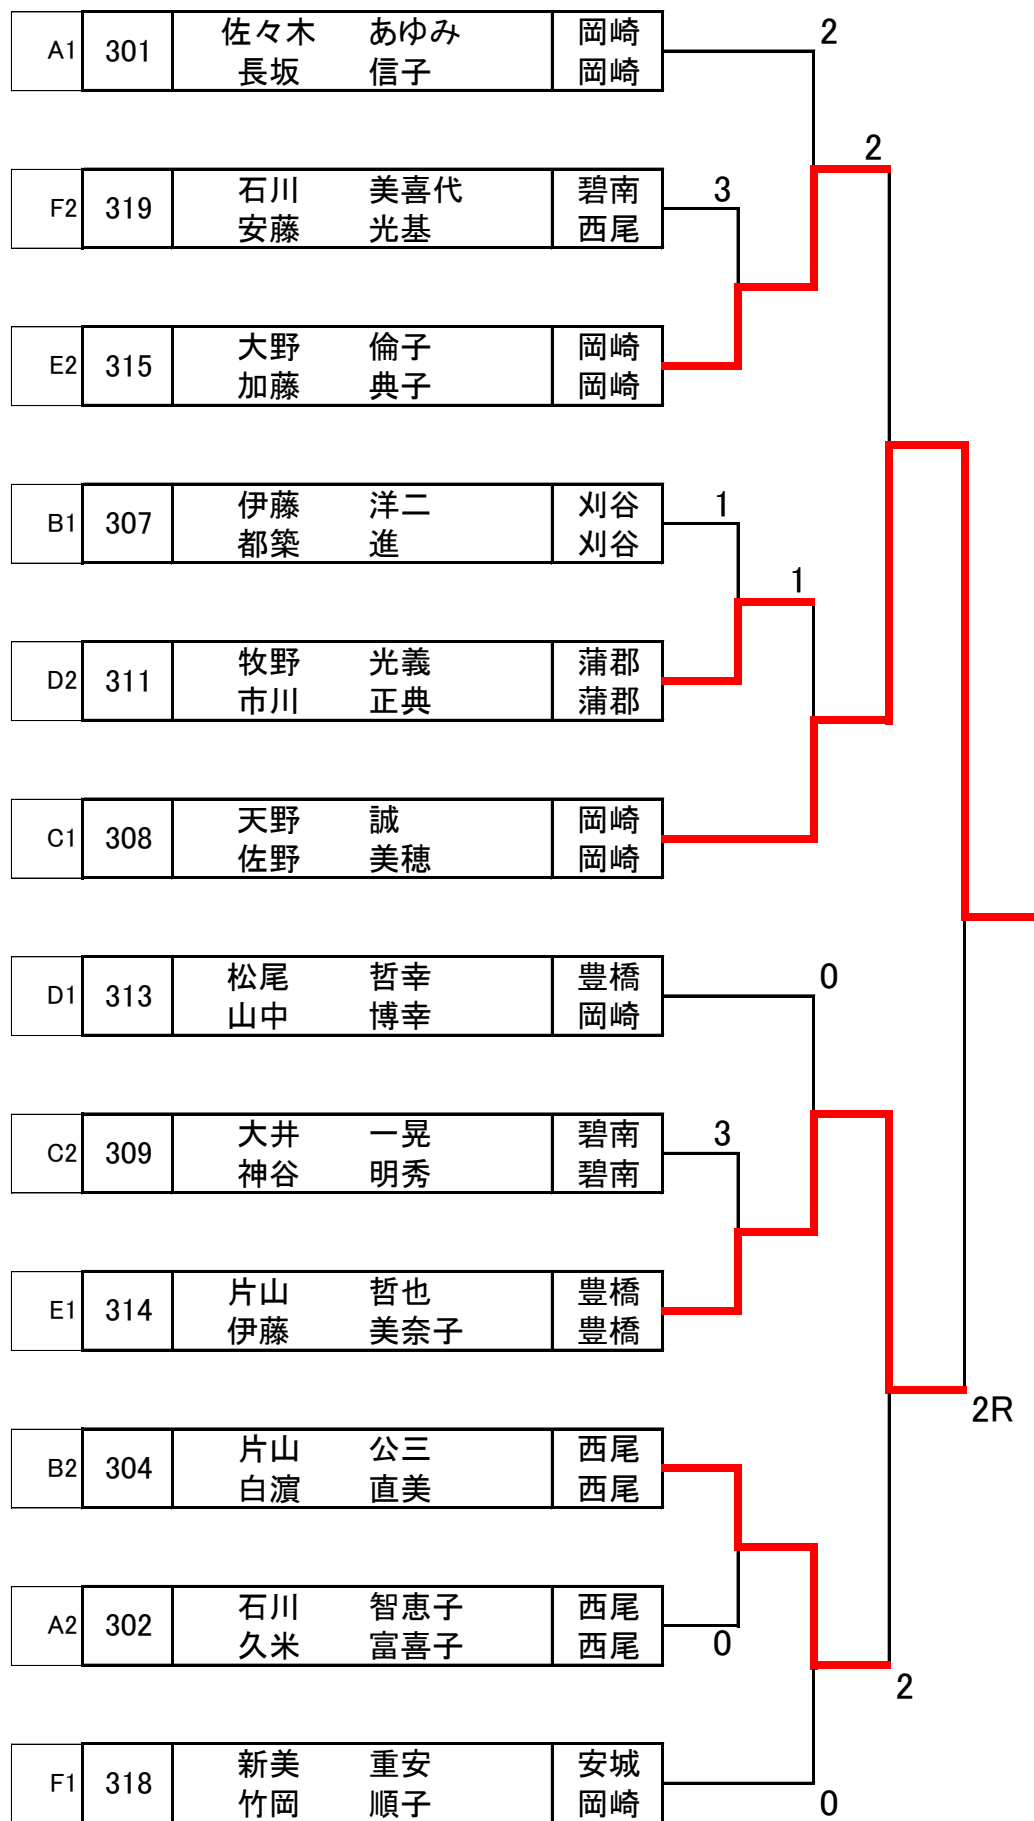 佐々木 あゆみ 岡崎
A1 301
長坂 信子 岡崎
2
2
石川 美喜代 碧南
F2 319
安藤 光基 西尾
3
大野 倫子 岡崎
E2 315
加藤 典子 岡崎
伊藤 洋二 刈谷
B1 307
都築 進 刈谷
1
1
牧野 光義 蒲郡
D2 311
市川 正典 蒲郡
天野 誠 岡崎
C1 308
佐野 美穂 岡崎
松尾 哲幸 豊橋
D1 313
山中 博幸 岡崎
0
大井 一晃 碧南
C2 309
神谷 明秀 碧南
3
片山 哲也 豊橋
E1 314
伊藤 美奈子 豊橋
2R
片山 公三 西尾
B2 304
白濵 直美 西尾
石川 智恵子 西尾
A2 302
久米 富喜子 西尾
0
2
新美 重安 安城
F1 318
竹岡 順子 岡崎
0